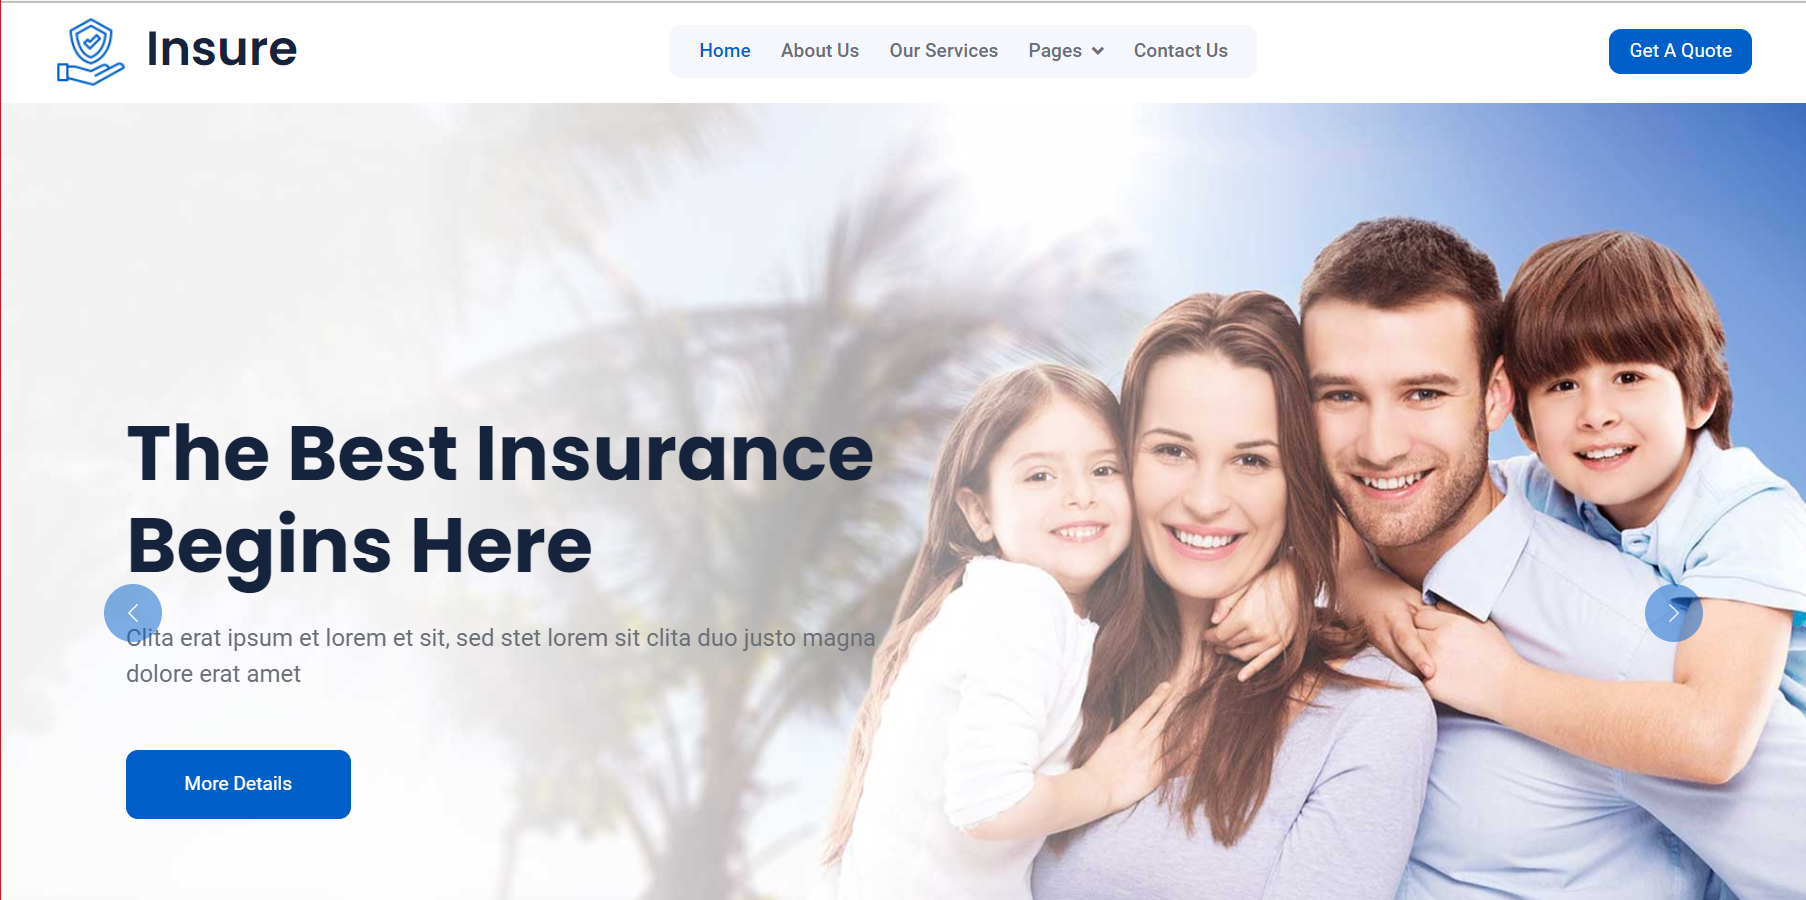 Insure
Home About Us Our Services Pages Contact Us
Get A Quote
The Best Insurance
Begins Here
Clita erat ipsum et lorem et sit, sed stet lorem sit clita duo justo magna
dolore erat amet
More Details